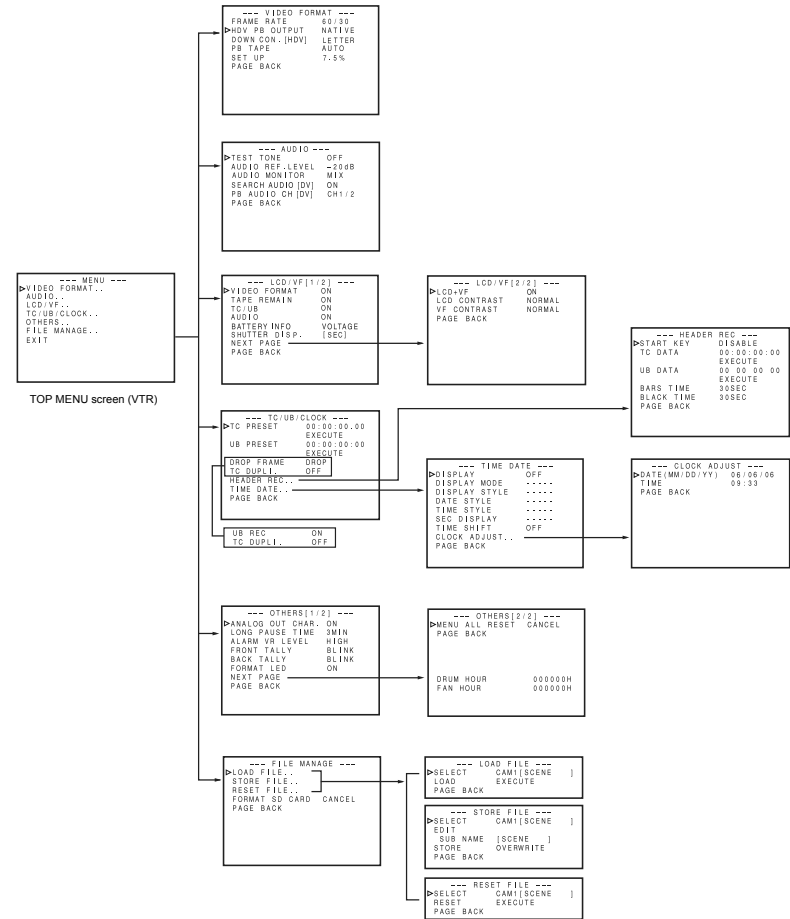 --- VIDEO FORMAT ---
FRAME RATE 60/30
HDV PB OUTPUT NATIVE
DOWN CON. [HDV] LETTER
PB TAPE AUTO
SET UP 7.5%
PAGE BACK
--- AUDIO ---
TEST TONE OFF
AUDIO REF.LEVEL –20dB
AUDIO MONITOR MIX
SEARCH AUDIO [DV] ON
PB AUDIO CH [DV] CH1/2
PAGE BACK
--- MENU ---
VIDEO FORMAT..
AUDIO..
LCD/VF..
TC/UB/CLOCK..
OTHERS..
FILE MANAGE..
EXIT
TOP MENU screen (VTR)
--- LCD/VF[1/2] ---
VIDEO FORMAT ON
TAPE REMAIN ON
TC/UB ON
AUDIO ON
BATTERY INFO VOLTAGE
SHUTTER DISP. [SEC]
NEXT PAGE
PAGE BACK
--- LCD/VF[2/2] ---
LCD+VF ON
LCD CONTRAST NORMAL
VF CONTRAST NORMAL
PAGE BACK
--- HEADER REC ---
START KEY DISABLE
TC DATA 00:00:00:00
EXECUTE
UB DATA 00 00 00 00
EXECUTE
BARS TIME 30SEC
BLACK TIME 30SEC
PAGE BACK
--- TC/UB/CLOCK ---
TC PRESET 00:00:00.00
EXECUTE
UB PRESET 00:00:00:00
EXECUTE
DROP FRAME DROP
TC DUPLI. OFF
HEADER REC..
TIME DATE..
PAGE BACK
UB REC ON
TC DUPLI. OFF
--- TIME DATE ---
DISPLAY OFF
DISPLAY MODE -----
DISPLAY STYLE -----
DATE STYLE -----
TIME STYLE -----
SEC DISPLAY -----
TIME SHIFT OFF
CLOCK ADJUST..
PAGE BACK
--- CLOCK ADJUST ---
DATE(MM/DD/YY) 06/06/06
TIME 09:33
PAGE BACK
--- OTHERS[1/2] ---
ANALOG OUT CHAR. ON
LONG PAUSE TIME 3MIN
ALARM VR LEVEL HIGH
FRONT TALLY BLINK
BACK TALLY BLINK
FORMAT LED ON
NEXT PAGE
PAGE BACK
--- OTHERS[2/2] ---
MENU ALL RESET CANCEL
PAGE BACK
DRUM HOUR 000000H
FAN HOUR 000000H
--- FILE MANAGE ---
LOAD FILE..
STORE FILE..
RESET FILE..
FORMAT SD CARD CANCEL
PAGE BACK
--- LOAD FILE ---
SELECT CAM1[SCENE ]
LOAD EXECUTE
PAGE BACK
--- STORE FILE ---
SELECT CAM1[SCENE ]
EDIT
SUB NAME [SCENE ]
STORE OVERWRITE
PAGE BACK
--- RESET FILE ---
SELECT CAM1[SCENE ]
RESET EXECUTE
PAGE BACK